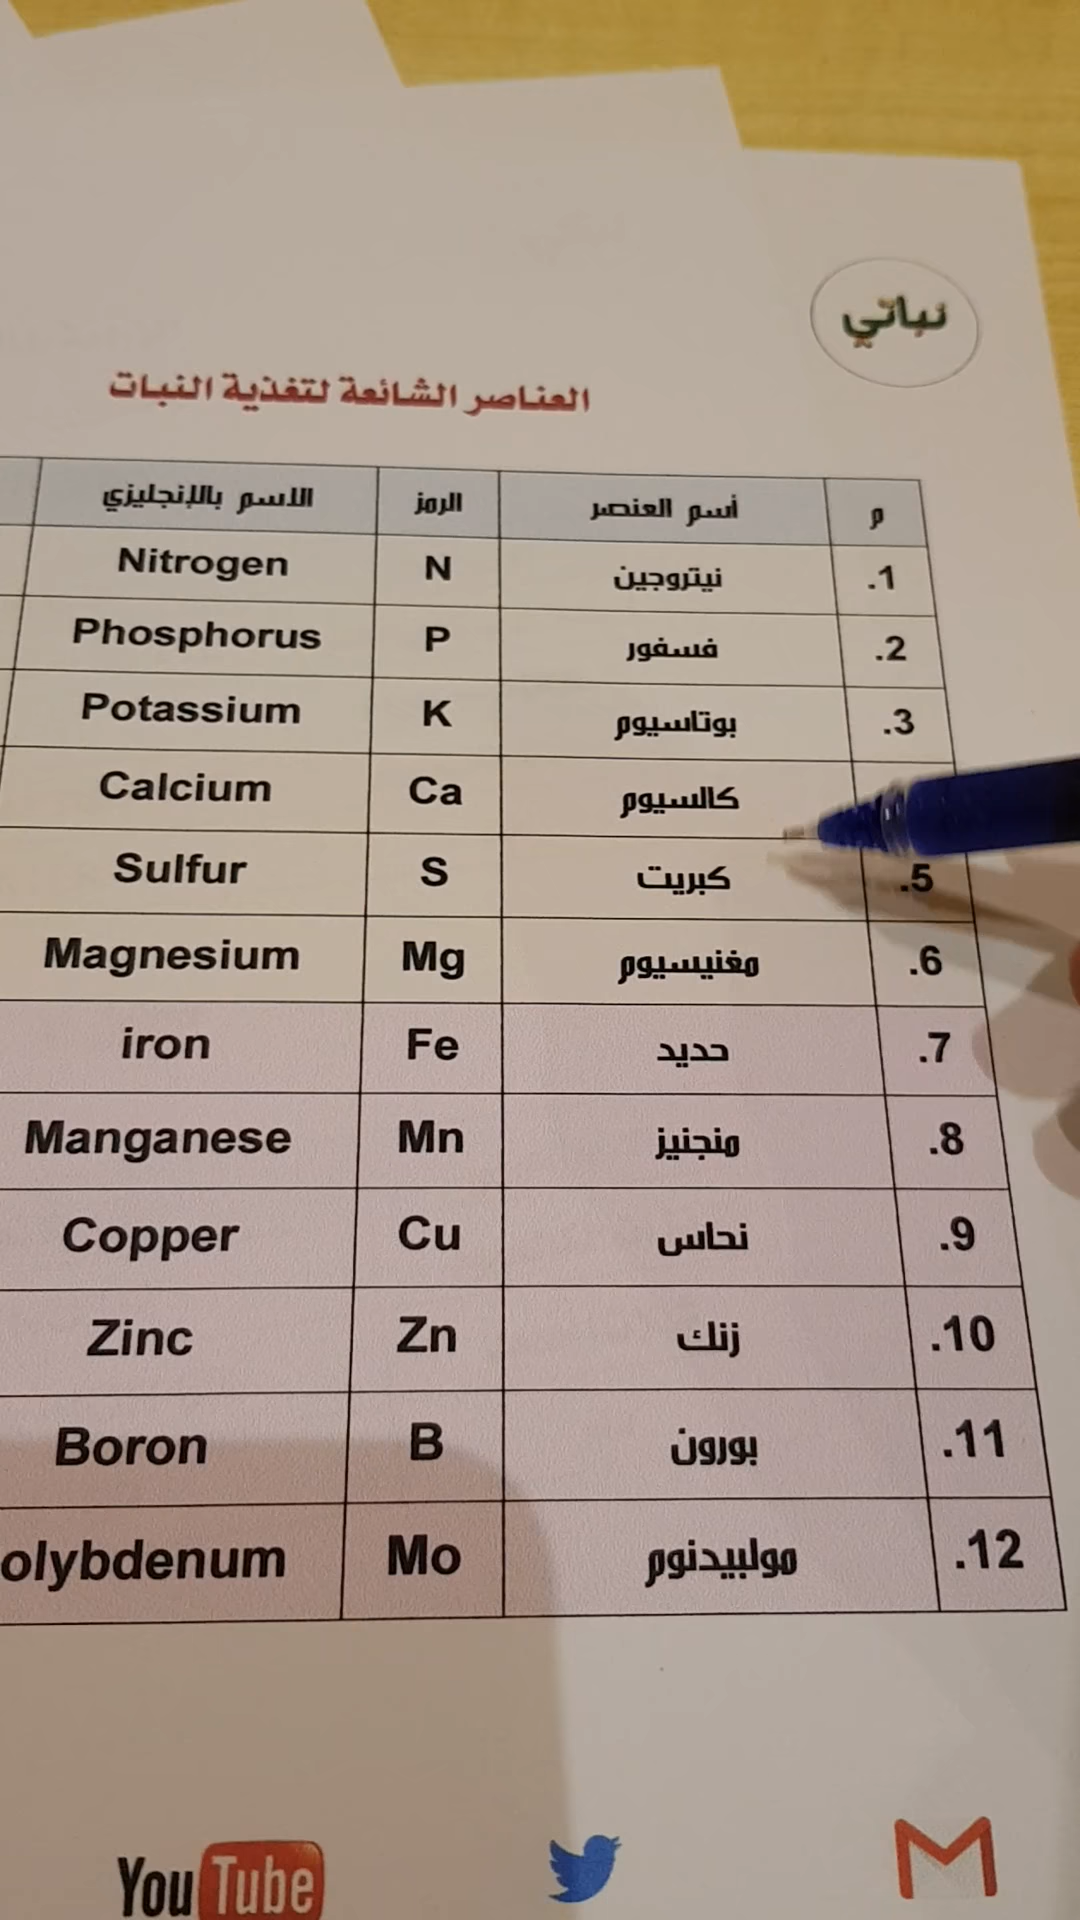 نباتي
العناصر الشائعة لتغذية النبات
م أسم العنصر الرمز الاسم بالإنجليزي
1. نيتروجين N Nitrogen
2. فسفور P Phosphorus
3. بوتاسيوم K Potassium
كالسيوم Ca Calcium
5. كبريت S Sulfur
6. مغنيسيوم Mg Magnesium
7. حديد Fe iron
8. منجنيز Mn Manganese
9. نحاس Cu Copper
10. زنك Zn Zinc
11. بورون B Boron
12. موليبدنوم Mo olybdenum
YouTube